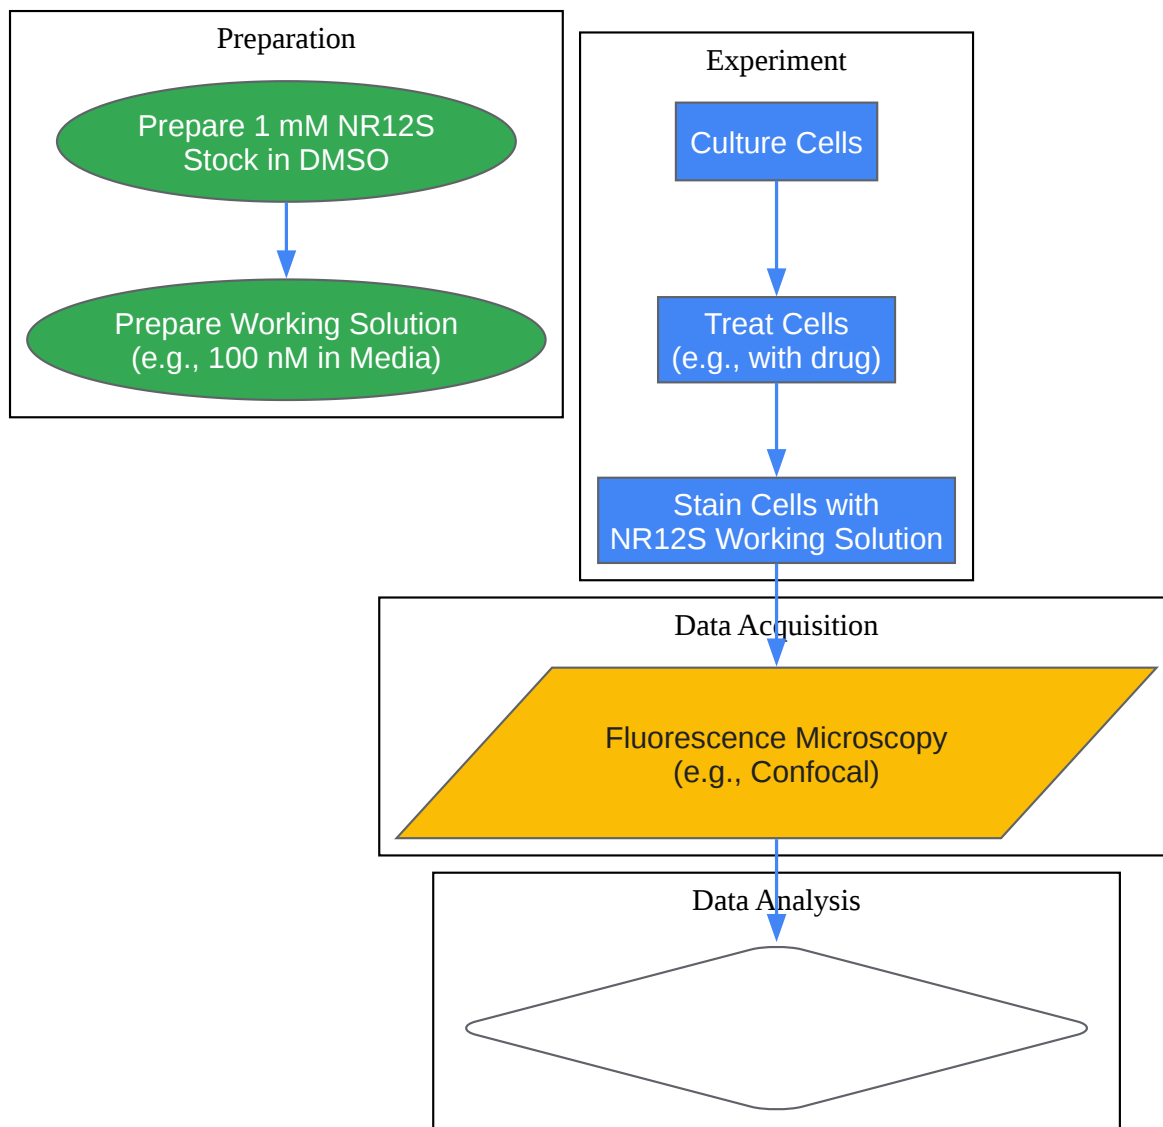 Preparation
Prepare 1 mM NR12S
Stock in DMSO
Prepare Working Solution
(e.g., 100 nM in Media)
Experiment
Culture Cells
Treat Cells
(e.g., with drug)
Stain Cells with
NR12S Working Solution
Data Acquisition
Fluorescence Microscopy
(e.g., Confocal)
Data Analysis